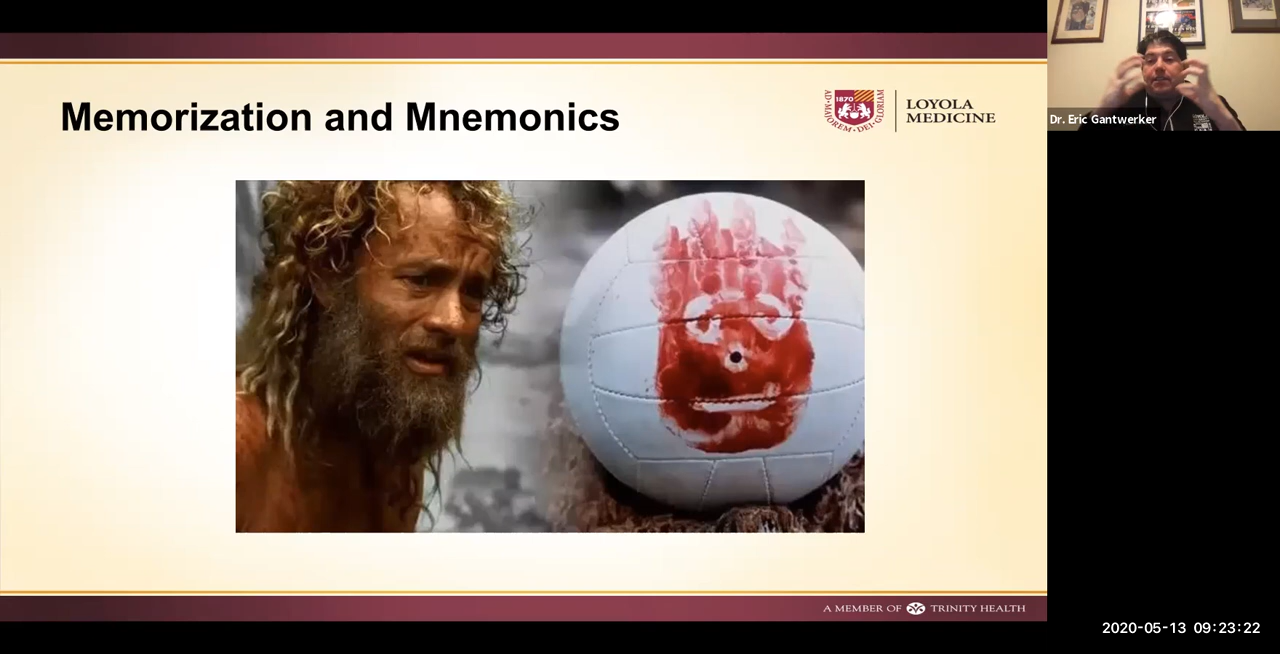 Memorization and Mnemonics
AD·MAJOREM·DEI·GLORIAM
1870
LOYOLA
MEDICINE
Dr. Eric Gantwerker
A MEMBER OF TRINITY HEALTH
2020-05-13 09:23:22